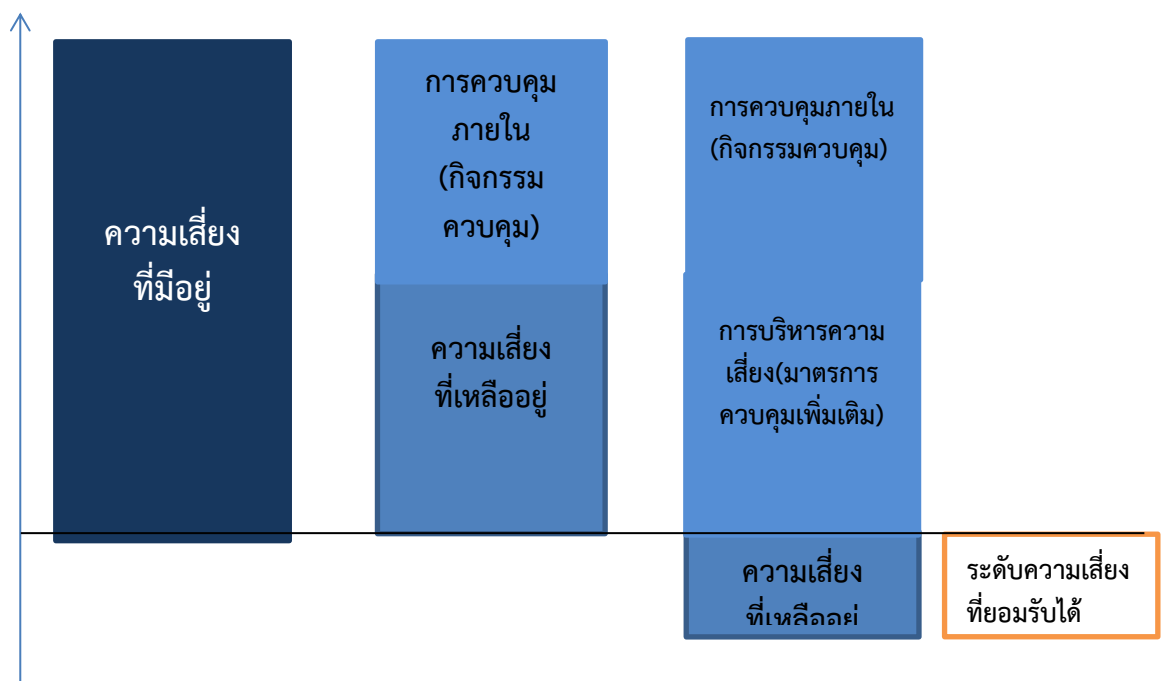 ความเสี่ยง
ที่มีอยู่
การควบคุม
ภายใน
(กิจกรรม
ควบคุม)
ความเสี่ยง
ที่เหลืออยู่
การควบคุมภายใน
(กิจกรรมควบคุม)
การบริหารความ
เสี่ยง(มาตรการ
ควบคุมเพิ่มเติม)
ความเสี่ยง
ที่เหลืออยู่
ระดับความเสี่ยง
ที่ยอมรับได้